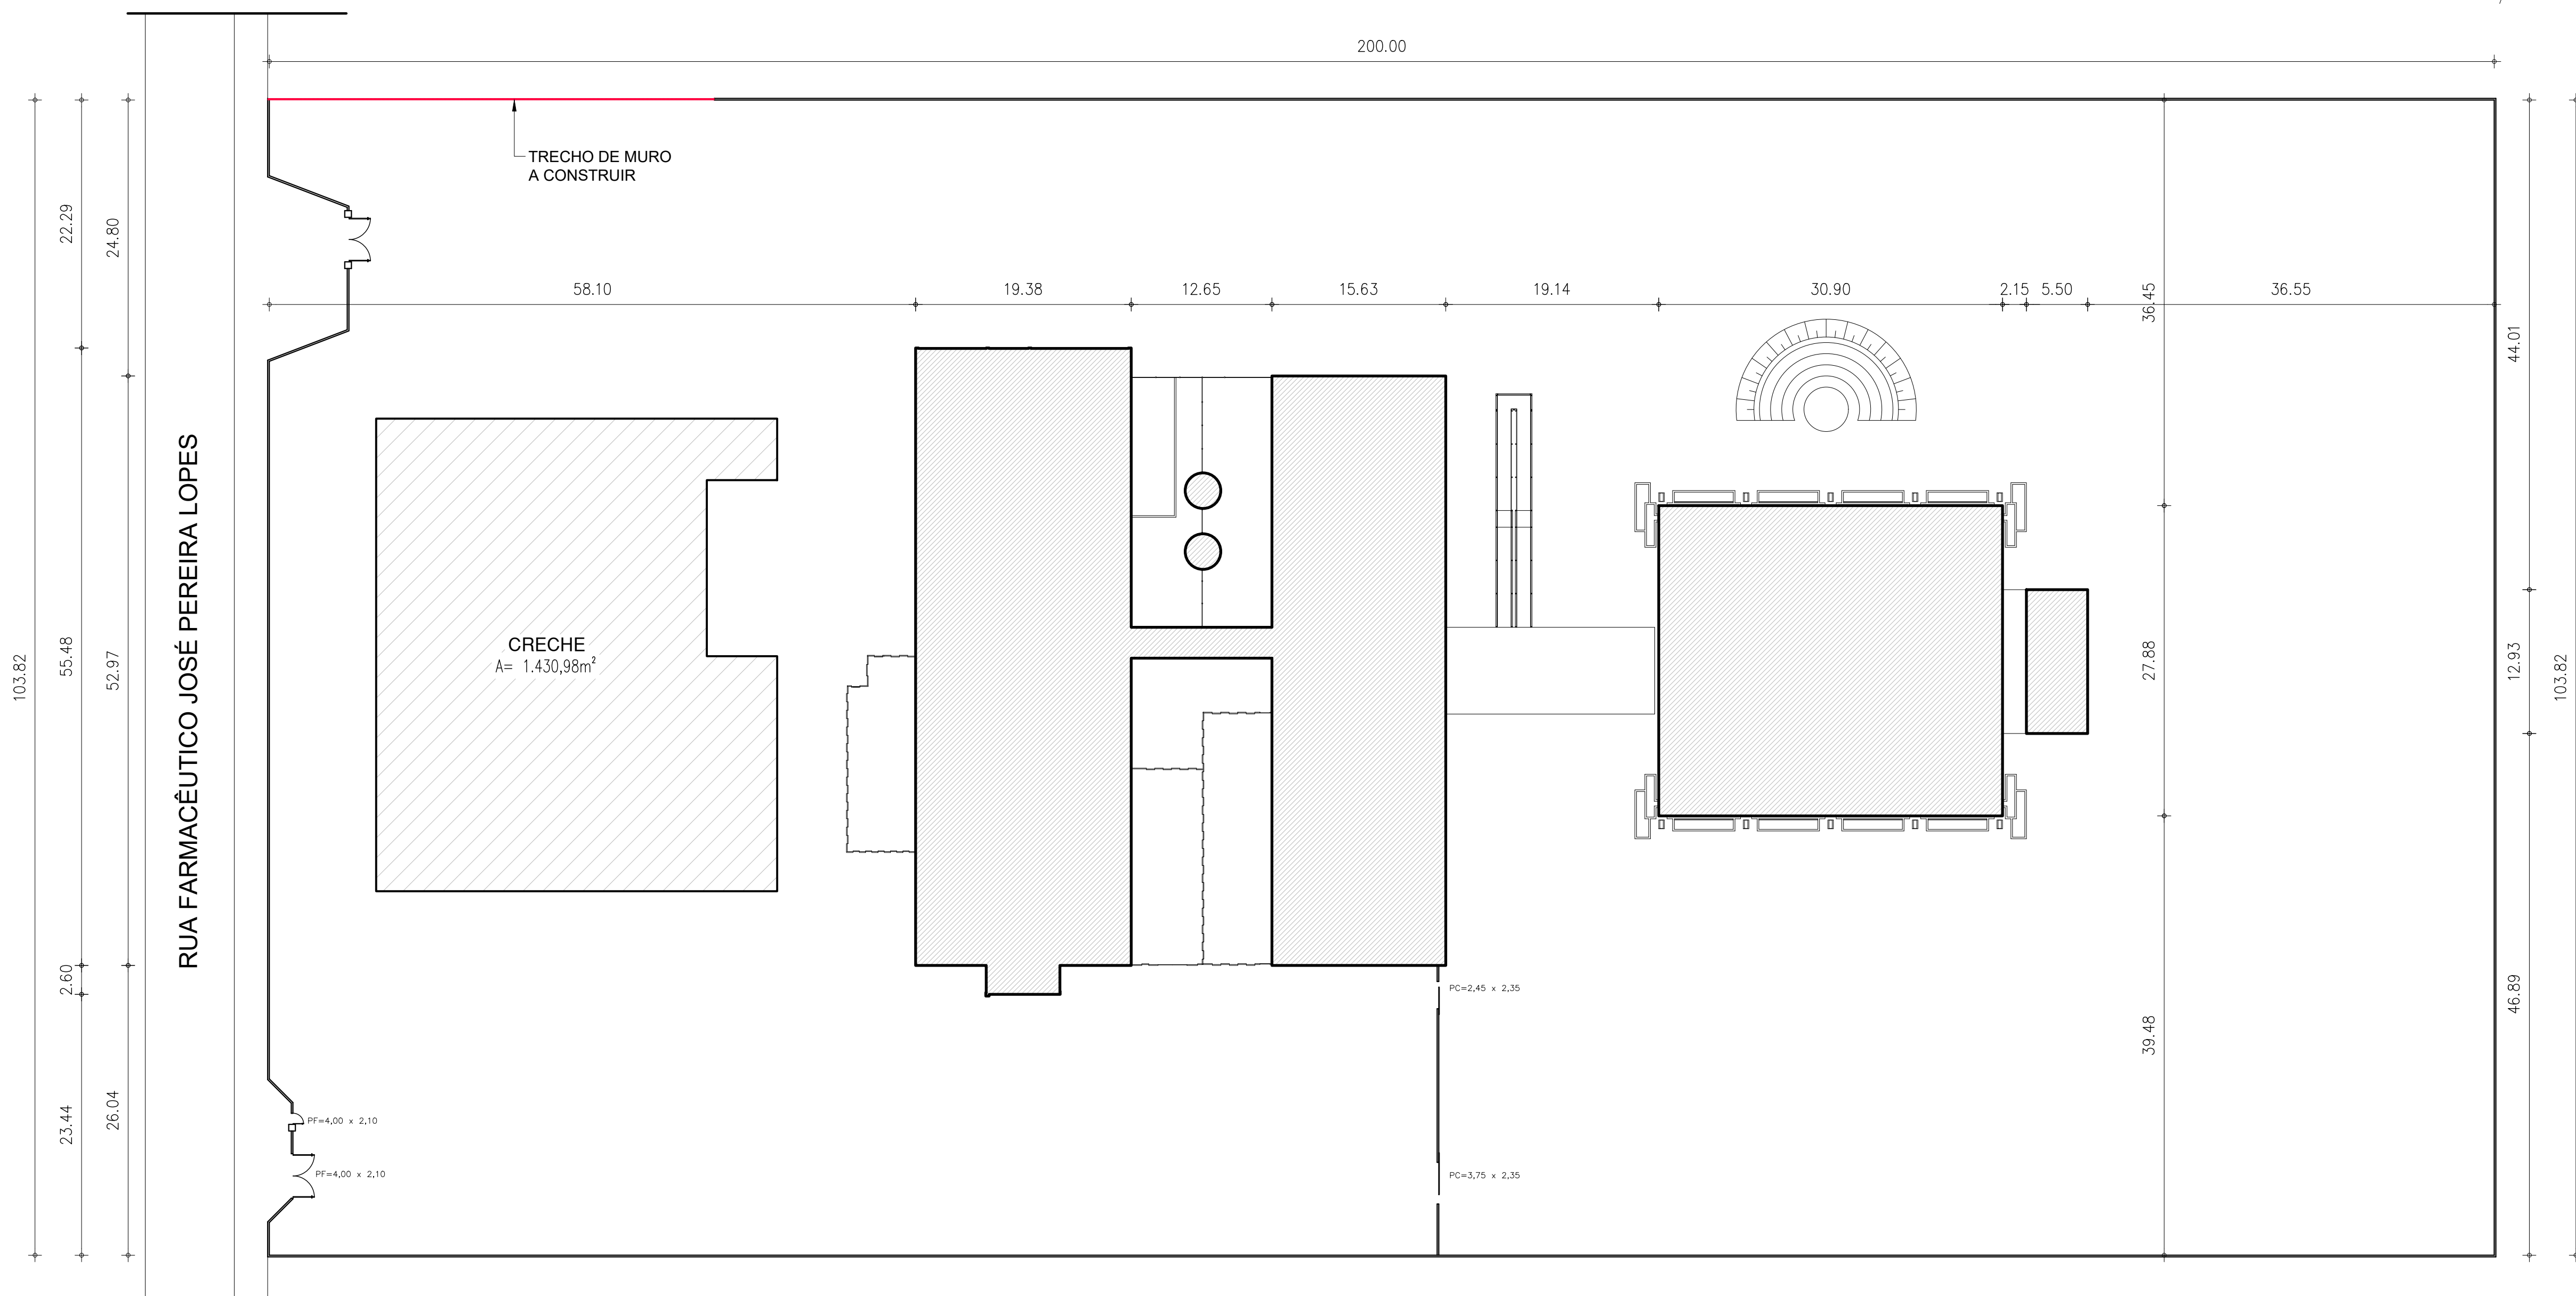 200.00
TRECHO DE MURO
A CONSTRUIR
22.29
24.80
58.10
19.38
12.65
15.63
19.14
30.90
2.15
5.50
36.55
36.45
44.01
RUA FARMACÊUTICO JOSÉ PEREIRA LOPES
CRECHE
A= 1.430,98m²
103.82
55.48
52.97
27.88
12.93
103.82
2.60
PC=2,45 x 2,35
46.89
39.48
23.44
26.04
PF=4,00 x 2,10
PF=4,00 x 2,10
PC=3,75 x 2,35